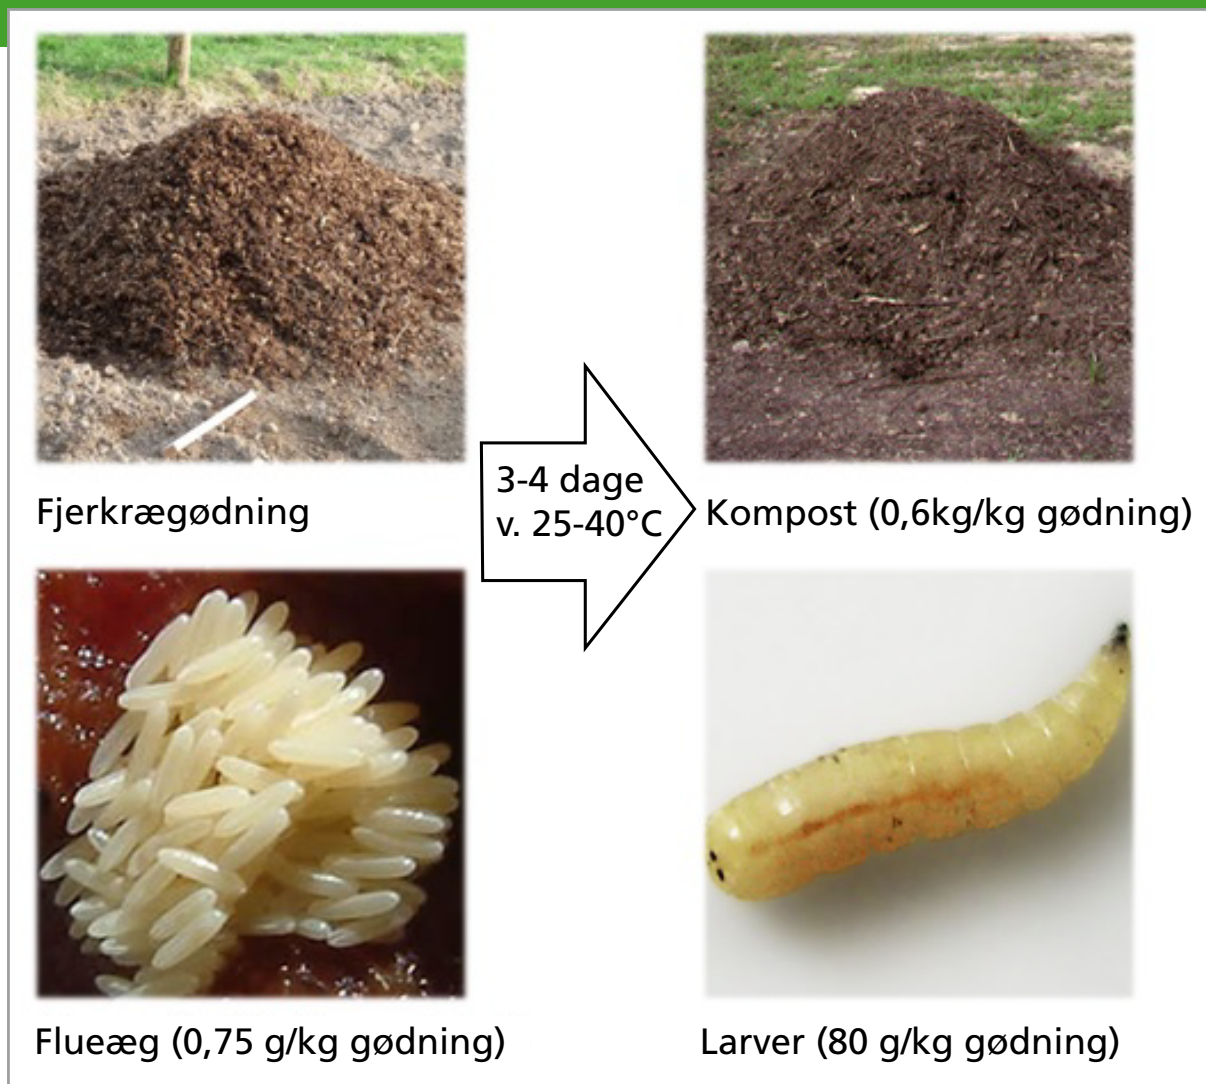 Fjerkrægødning
3-4 dage
v. 25-40°C
Kompost (0,6kg/kg gødning)
Flueæg (0,75 g/kg gødning)
Larver (80 g/kg gødning)